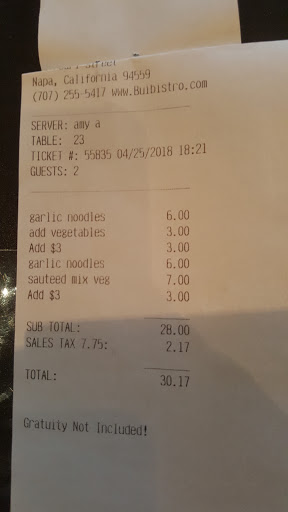 Napa, California 94559
(707) 255-5417 www.Buibistro.com
SERVER: amy a
TABLE: 23
TICKET #: 55835 04/25/2018 18:21
GUESTS: 2
garlic noodles 6.00
add vegetables 3.00
Add $3 3.00
garlic noodles 6.00
sauteed mix veg 7.00
Add $3 3.00
SUB TOTAL: 28.00
SALES TAX 7.75: 2.17
TOTAL: 30.17
Gratuity Not Included!